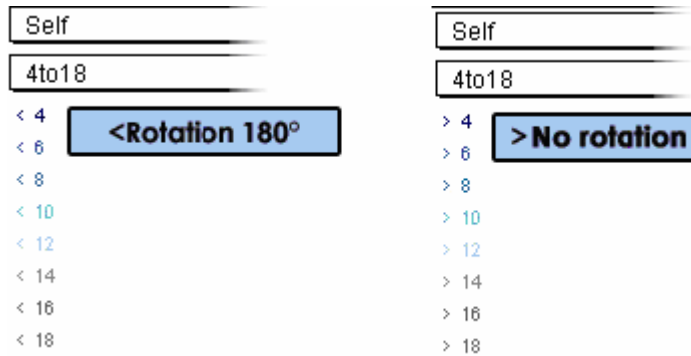 Self
4to18
< 4
<Rotation 180°
< 6
< 8
< 10
< 12
< 14
< 16
< 18
Self
4to18
> 4
>No rotation
> 6
> 8
> 10
> 12
> 14
> 16
> 18